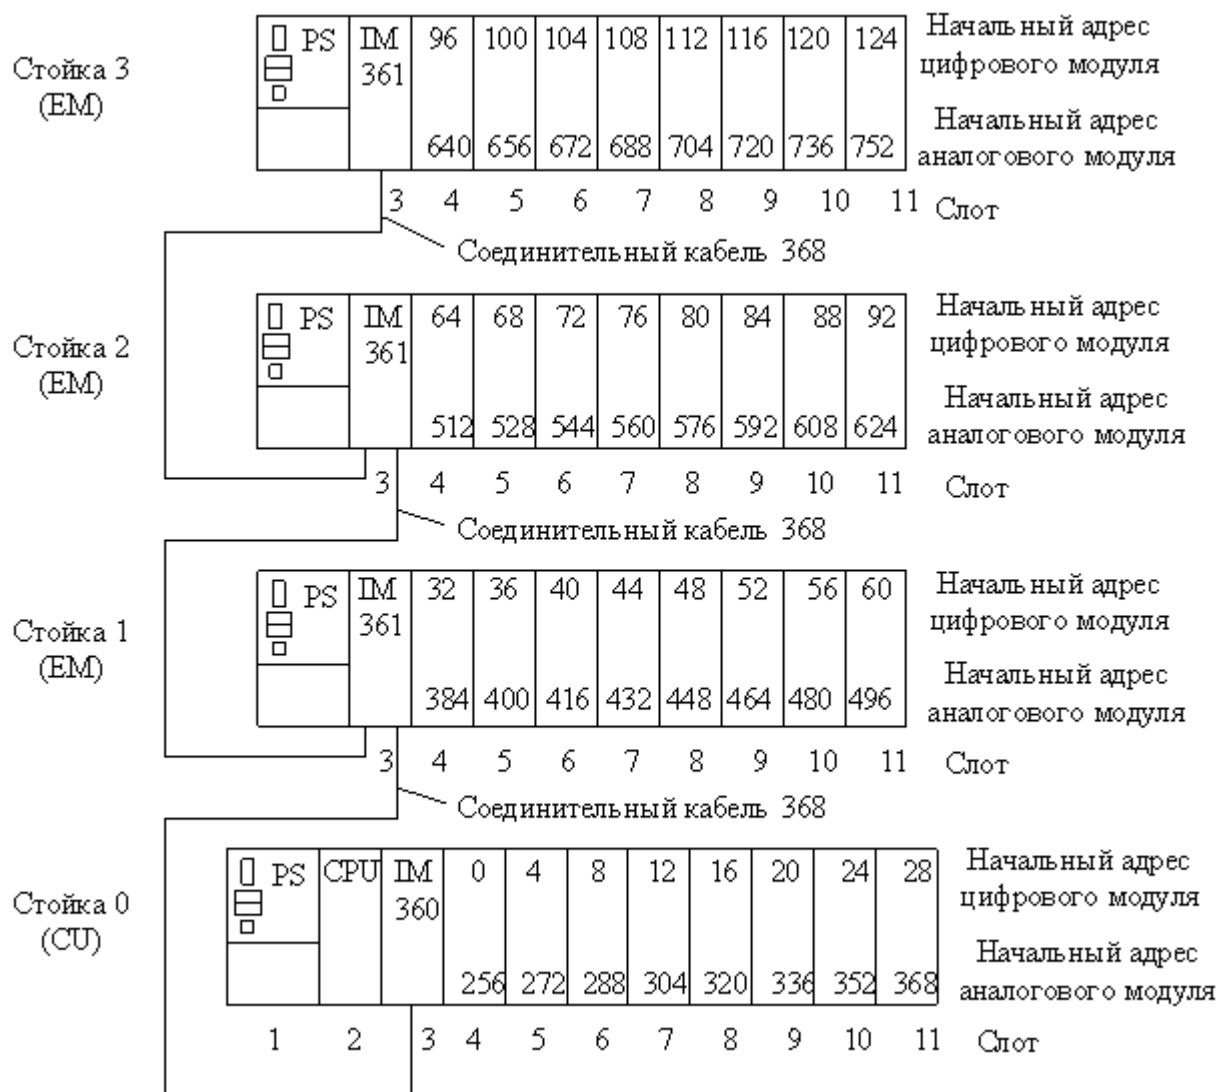 PS IM 96 100 104 108 112 116 120 124 Начальный адрес
Стойка 3 361 цифрового модуля
(EM) Начальный адрес
640 656 672 688 704 720 736 752 аналогового модуля
3 4 5 6 7 8 9 10 11 Слот
Соединительный кабель 368
PS IM 64 68 72 76 80 84 88 92 Начальный адрес
Стойка 2 361 цифрового модуля
(EM) Начальный адрес
512 528 544 560 576 592 608 624 аналогового модуля
3 4 5 6 7 8 9 10 11 Слот
Соединительный кабель 368
PS IM 32 36 40 44 48 52 56 60 Начальный адрес
Стойка 1 361 цифрового модуля
(EM) Начальный адрес
384 400 416 432 448 464 480 496 аналогового модуля
3 4 5 6 7 8 9 10 11 Слот
Соединительный кабель 368
PS CPU IM 0 4 8 12 16 20 24 28 Начальный адрес
Стойка 0 360 цифрового модуля
(CU) Начальный адрес
256 272 288 304 320 336 352 368 аналогового модуля
1 2 3 4 5 6 7 8 9 10 11 Слот